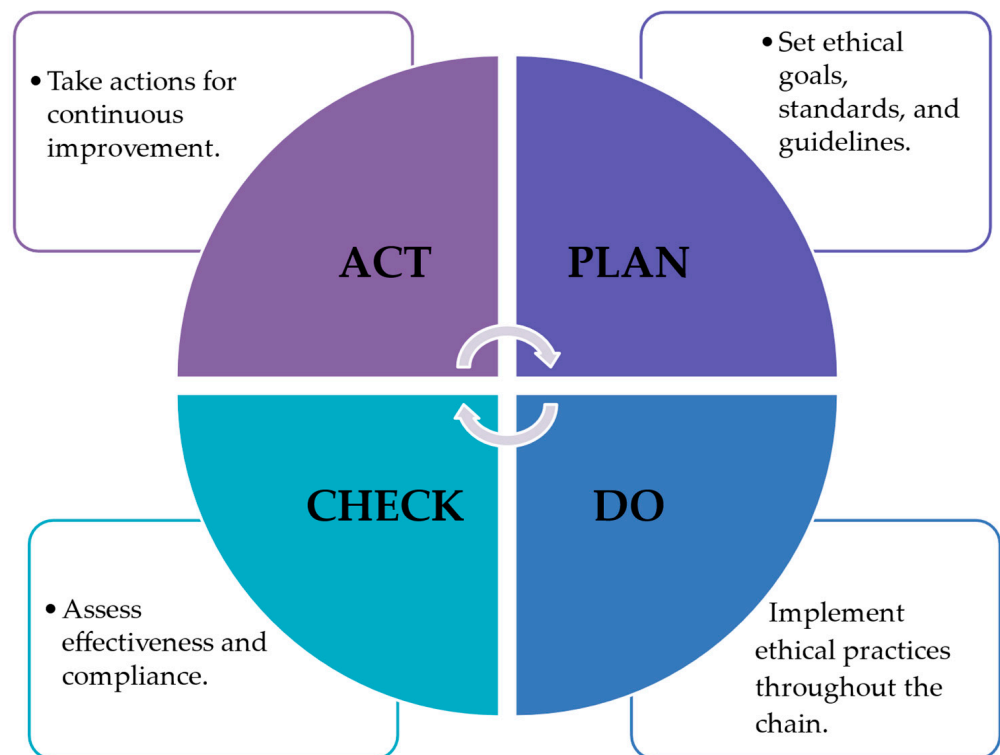 • Take actions for
continuous
improvement.
• Set ethical
goals,
standards, and
guidelines.
ACT
PLAN
CHECK
DO
• Assess
effectiveness and
compliance.
Implement
ethical practices
throughout the
chain.